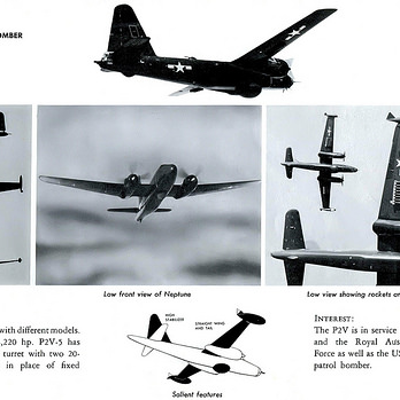 OMBER
Low front view of Neptune
Low view showing rockets an
with different models.
,220 hp. P2V-5 has
turret with two 20-
in place of fixed
HIGH
STABILIZER
STRAIGHT WING
AND TAIL
Salient features
INTEREST:
The P2V is in service
and the Royal Aus
Force as well as the US
patrol bomber.